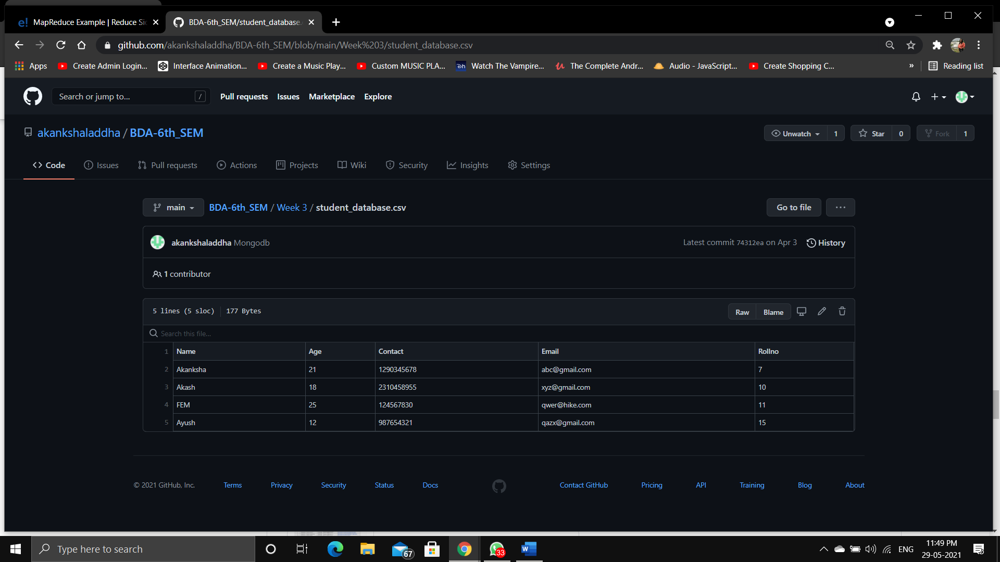 MapReduce Example | Reduce Sic
BDA-6th_SEM/student_database.
github.com/akankshaladdha/BDA-6th_SEM/blob/main/Week%203/student_database.csv
Apps Create Admin Login... Interface Animation... Create a Music Play... Custom MUSIC PLA... Watch The Vampire... The Complete Andr... Audio - JavaScript... Create Shopping C... » Reading list
Search or jump to... / Pull requests Issues Marketplace Explore
akankshaladdha / BDA-6th_SEM Unwatch 1 Star 0 Fork 1
Code Issues Pull requests Actions Projects Wiki Security Insights Settings
main BDA-6th_SEM / Week 3 / student_database.csv Go to file ...
akankshaladdha Mongodb Latest commit 74312ea on Apr 3 History
1 contributor
5 lines (5 sloc) 177 Bytes Raw Blame
Search this file...
1 Name Age Contact Email Rollno
2 Akanksha 21 1290345678 abc@gmail.com 7
3 Akash 18 2310458955 xyz@gmail.com 10
4 FEM 25 124567830 qwer@hike.com 11
5 Ayush 12 987654321 qazx@gmail.com 15
© 2021 GitHub, Inc. Terms Privacy Security Status Docs Contact GitHub Pricing API Training Blog About
Type here to search 67 33 ENG 11:49 PM
29-05-2021